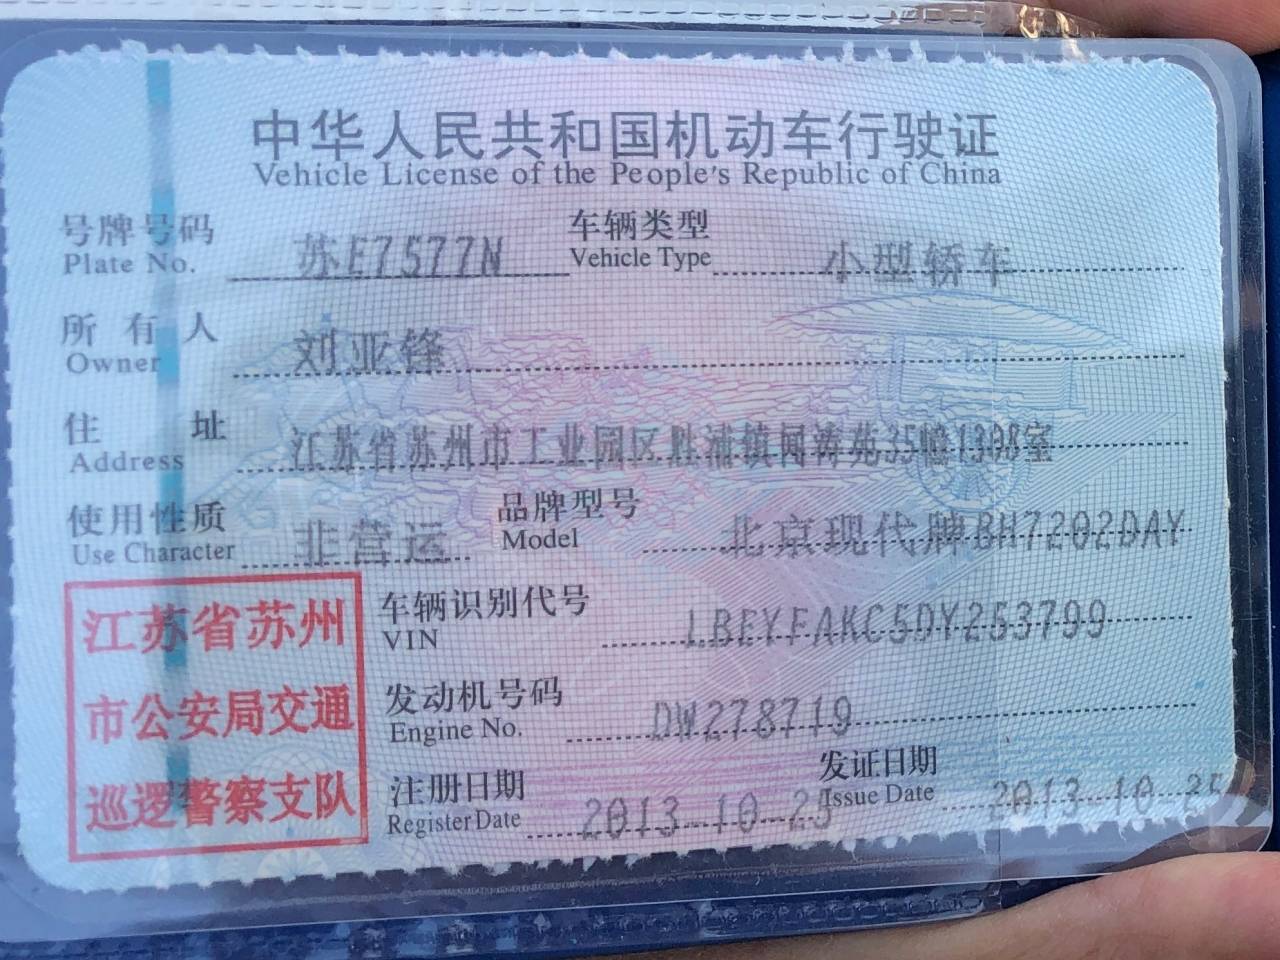 中华人民共和国机动车行驶证
Vehicle License of the People's Republic of China
号牌号码 苏E7577N 车辆类型 小型轿车
Plate No. Vehicle Type
所有人 刘亚锋
Owner
住址 江苏省苏州市工业园区胜浦镇闻涛苑35幢1308室
Address
使用性质 非营运 品牌型号 北京现代牌BH7202DAY
Use Character Model
江苏省苏州
市公安局交通
巡逻警察支队
车辆识别代号 LBEYFAKC5DY253799
VIN
发动机号码 DW278719
Engine No.
注册日期 2013-10-25 发证日期 2013-10-25
Register Date Issue Date